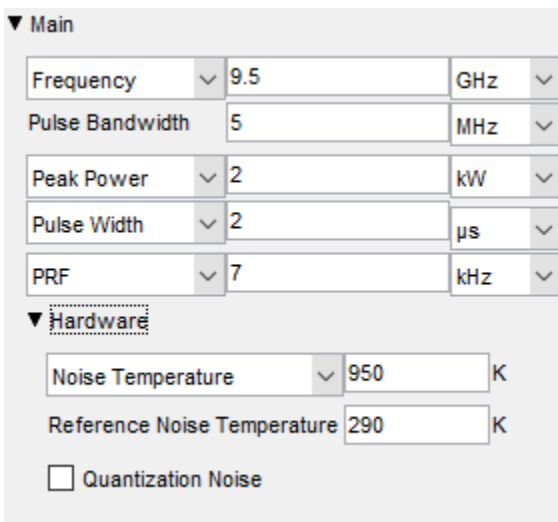 Main
Frequency 9.5 GHz
Pulse Bandwidth 5 MHz
Peak Power 2 kW
Pulse Width 2 µs
PRF 7 kHz
Hardware
Noise Temperature 950 K
Reference Noise Temperature 290 K
Quantization Noise